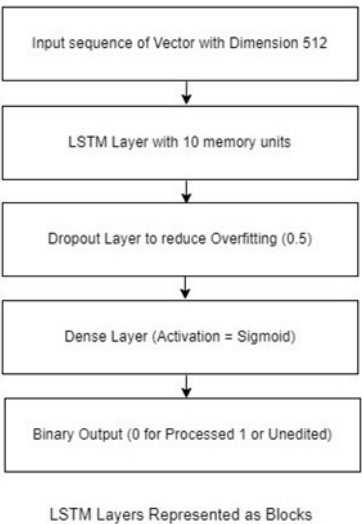 Input sequence of Vector with Dimension 512
LSTM Layer with 10 memory units
Dropout Layer to reduce Overfitting (0.5)
Dense Layer (Activation = Sigmoid)
Binary Output (0 for Processed 1 or Unedited)
LSTM Layers Represented as Blocks